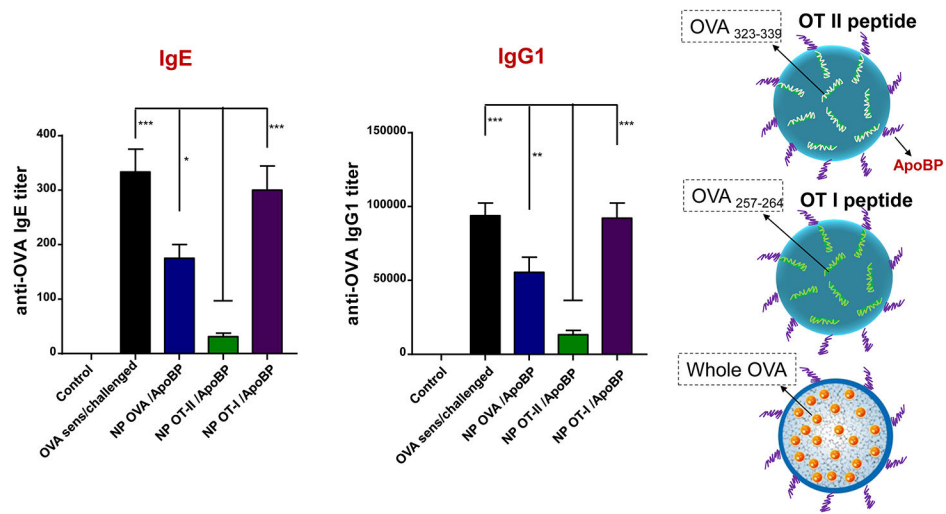 IgE
anti-OVA IgE titer
400
300
200
100
0
***
*
***
Control
OVA sens/challenged
NP OVA /ApoBP
NP OT-II /ApoBP
NP OT-I /ApoBP
IgG1
anti-OVA IgG1 titer
150000
100000
50000
0
***
**
***
Control
OVA sens/challenged
NP OVA /ApoBP
NP OT-II /ApoBP
NP OT-I /ApoBP
OVA 323-339
OT II peptide
ApoBP
OVA 257-264
OT I peptide
Whole OVA